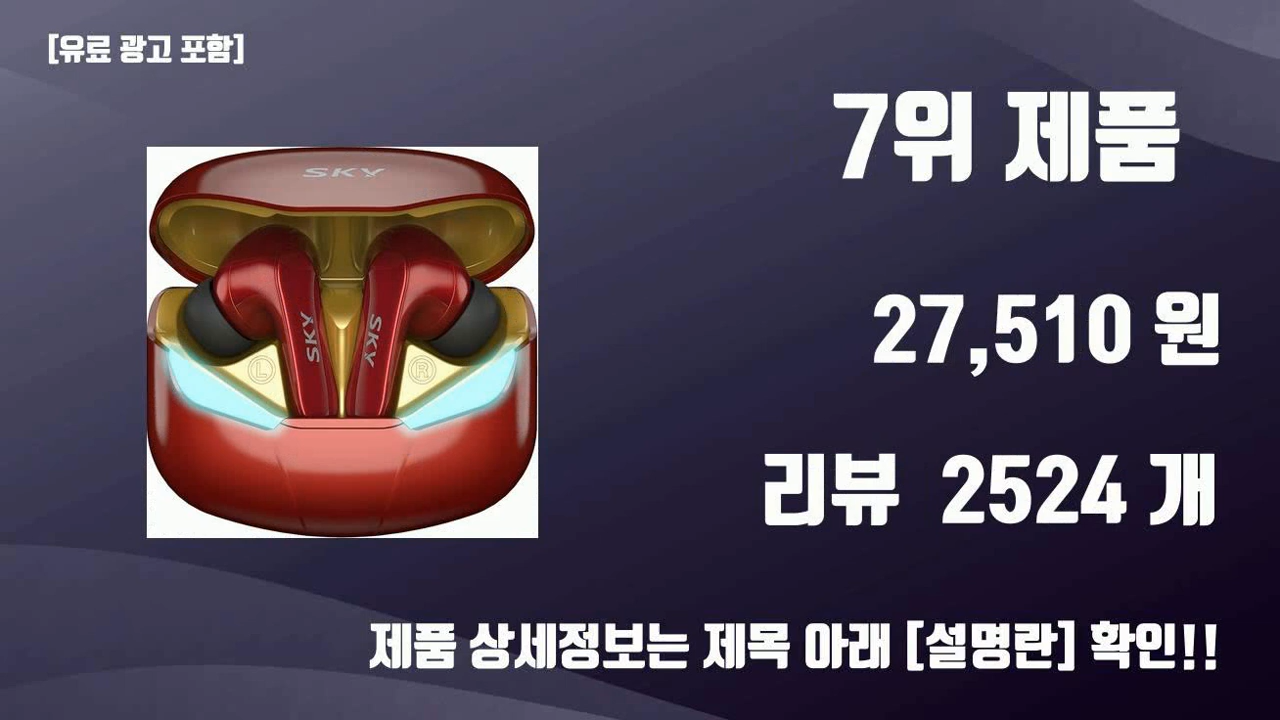 [유료 광고 포함]
7위 제품
SKY
SKY
SKY
L
R
27,510 원
리뷰 2524 개
제품 상세정보는 제목 아래 [설명란] 확인!!